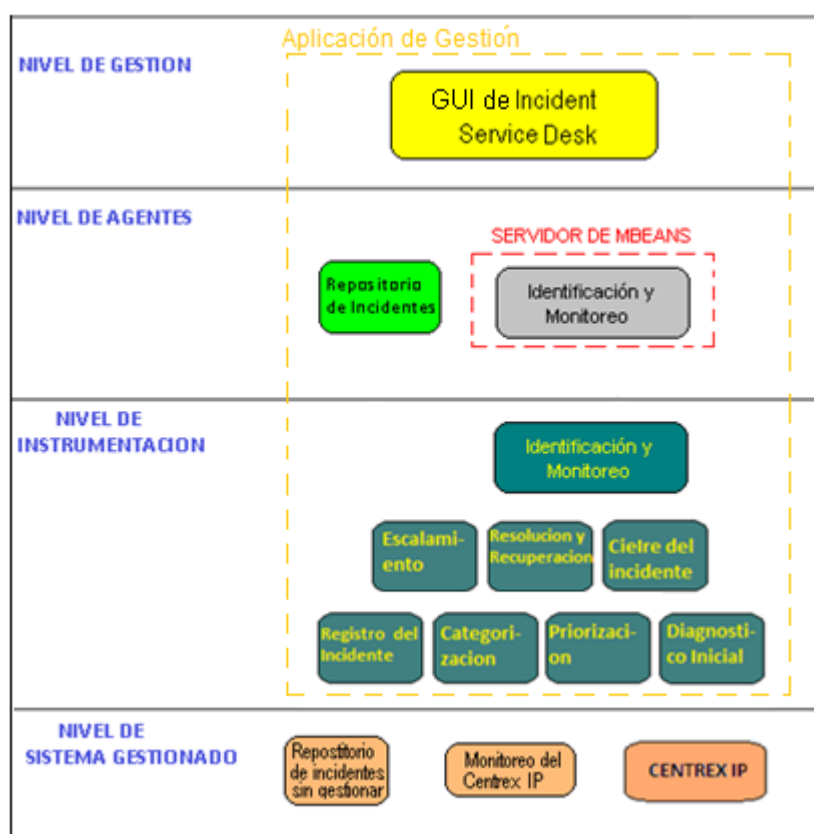 Aplicación de Gestión
NIVEL DE GESTION
GUI de Incident
Service Desk
NIVEL DE AGENTES
SERVIDOR DE MBEANS
Repositorio
de Incidentes
Identificación y
Monitoreo
NIVEL DE
INSTRUMENTACION
Identificación y
Monitoreo
Escalami-
ento
Resolucion y
Recuperacion
Cielre del
incidente
Registro del
Incidente
Categori-
zacion
Priorizaci-
on
Diagnosti-
co Inicial
NIVEL DE
SISTEMA GESTIONADO
Repostitorio
de incidentes
sin gestionar
Monitoreo del
Centrex IP
CENTREX IP